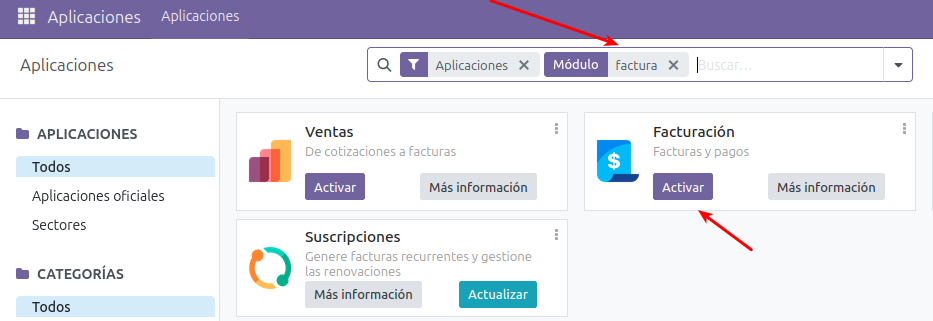 Aplicaciones Aplicaciones
Aplicaciones
Aplicaciones × Módulo factura × Buscar...
APLICACIONES
Todos
Aplicaciones oficiales
Sectores
CATEGORÍAS
Todos
Ventas
De cotizaciones a facturas
Activar Más información
Facturación
Facturas y pagos
$
Activar Más información
Suscripciones
Genere facturas recurrentes y gestione
las renovaciones
Más información Actualizar